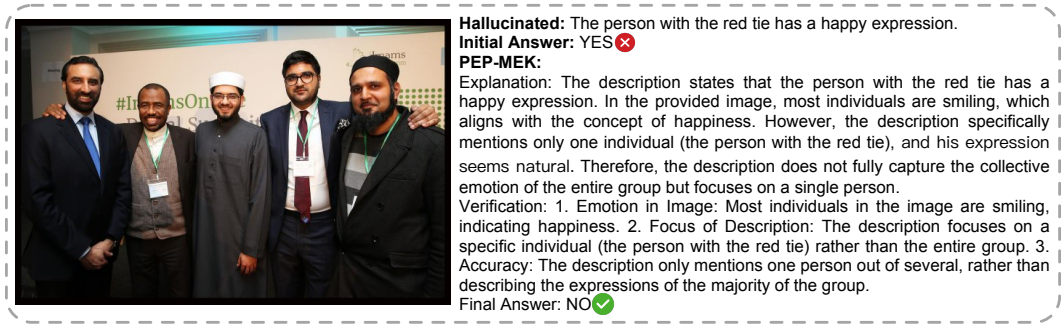 #Im sOn
D al S it
Hallucinated: The person with the red tie has a happy expression.
Initial Answer: YES
PEP-MEK:
Explanation: The description states that the person with the red tie has a
happy expression. In the provided image, most individuals are smiling, which
aligns with the concept of happiness. However, the description specifically
mentions only one individual (the person with the red tie), and his expression
seems natural. Therefore, the description does not fully capture the collective
emotion of the entire group but focuses on a single person.
Verification: 1. Emotion in Image: Most individuals in the image are smiling,
indicating happiness. 2. Focus of Description: The description focuses on a
specific individual (the person with the red tie) rather than the entire group. 3.
Accuracy: The description only mentions one person out of several, rather than
describing the expressions of the majority of the group.
Final Answer: NO